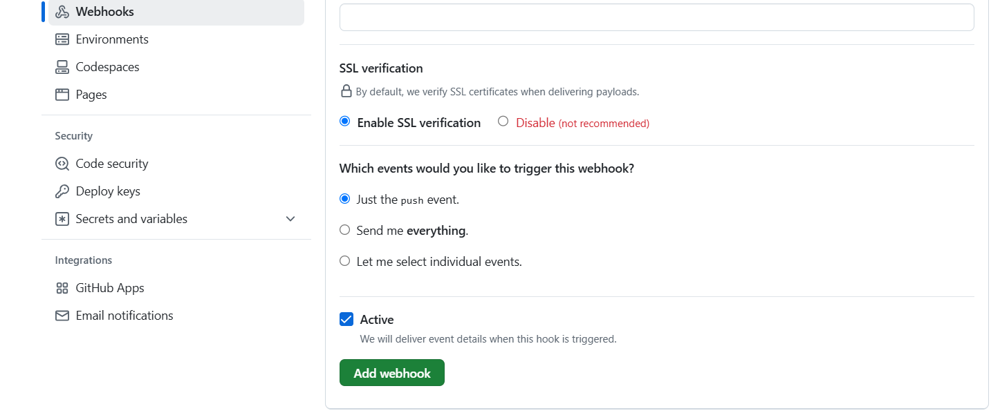 Webhooks
Environments
Codespaces
Pages
Security
Code security
Deploy keys
Secrets and variables
Integrations
GitHub Apps
Email notifications
SSL verification
By default, we verify SSL certificates when delivering payloads.
Enable SSL verification Disable (not recommended)
Which events would you like to trigger this webhook?
Just the push event.
Send me everything.
Let me select individual events.
Active
We will deliver event details when this hook is triggered.
Add webhook